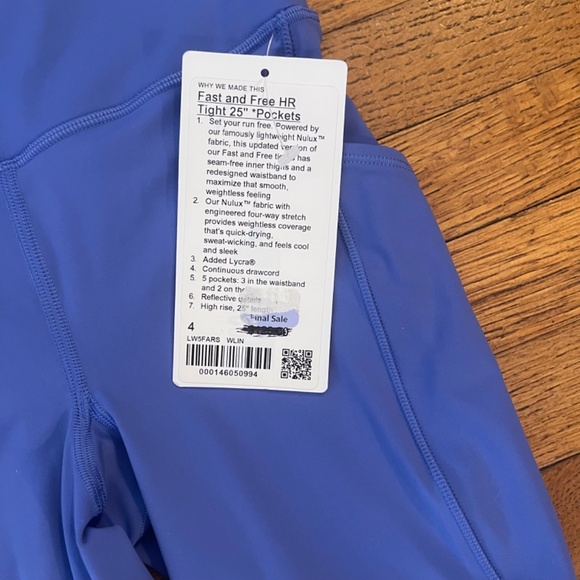 WHY WE MADE THIS
Fast and Free HR
Tight 25" *Pockets
1. Set your run free. Powered by
our famously lightweight Nulux™
fabric, this updated version of
our Fast and Free tights has
seam-free inner thighs and a
redesigned waistband to
maximize that smooth,
weightless feeling
2. Our Nulux™ fabric with
engineered four-way stretch
provides weightless coverage
that's quick-drying,
sweat-wicking, and feels cool
and sleek
3. Added Lycra®
4. Continuous drawcord
5. 5 pockets: 3 in the waistband
and 2 on the
6. Reflective details
7. High rise, 25" length
Final Sale
4
LW5FARS WLIN
000146050994